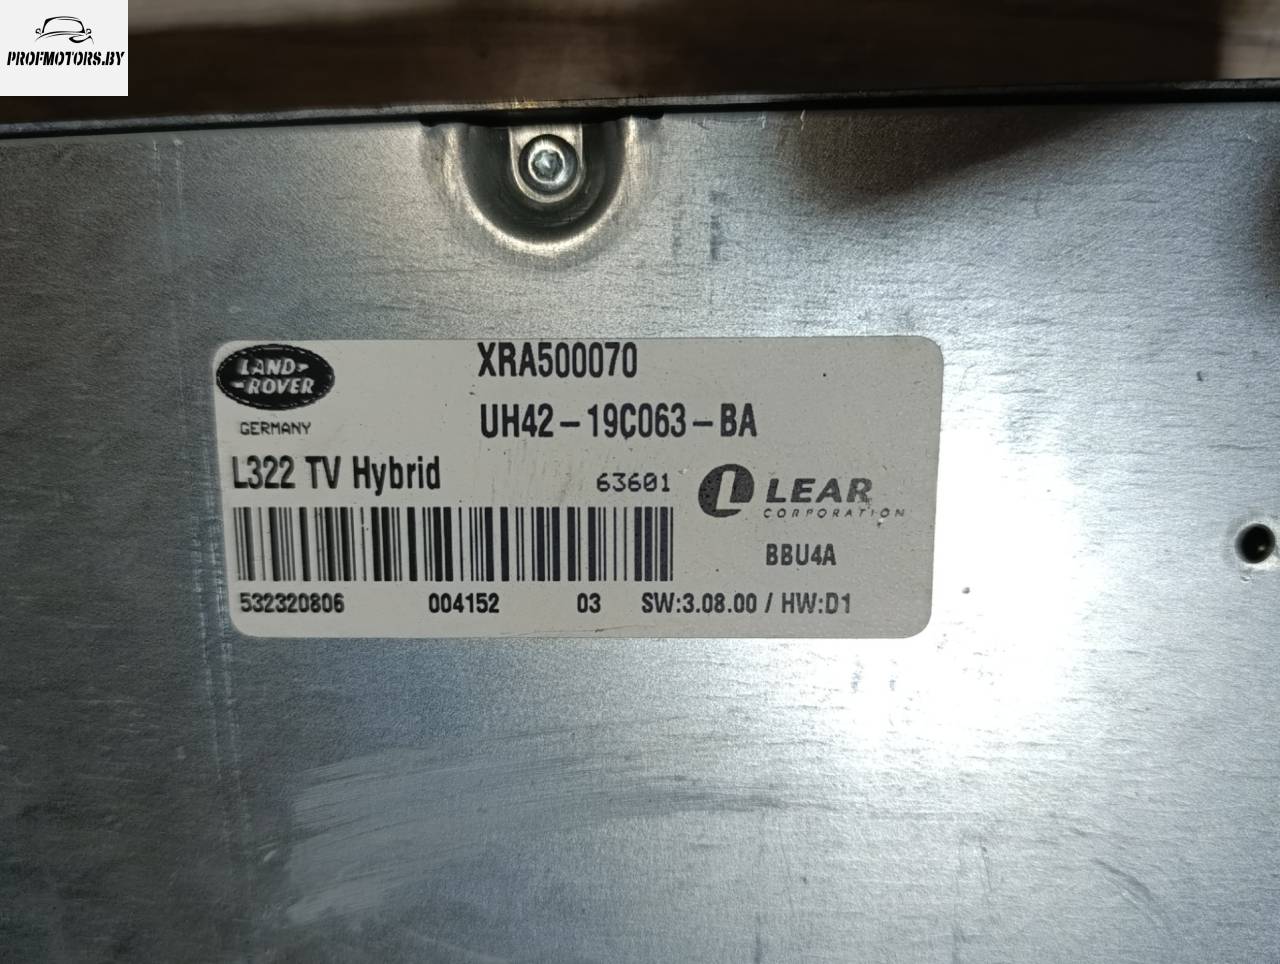 PROFMOTORS.BY
LAND-
-ROVER
GERMANY
XRA500070
UH42-19C063-BA
L322 TV Hybrid
63601
L LEAR
CORPORATION
BBU4A
532320806 004152 03 SW:3.08.00 / HW:D1